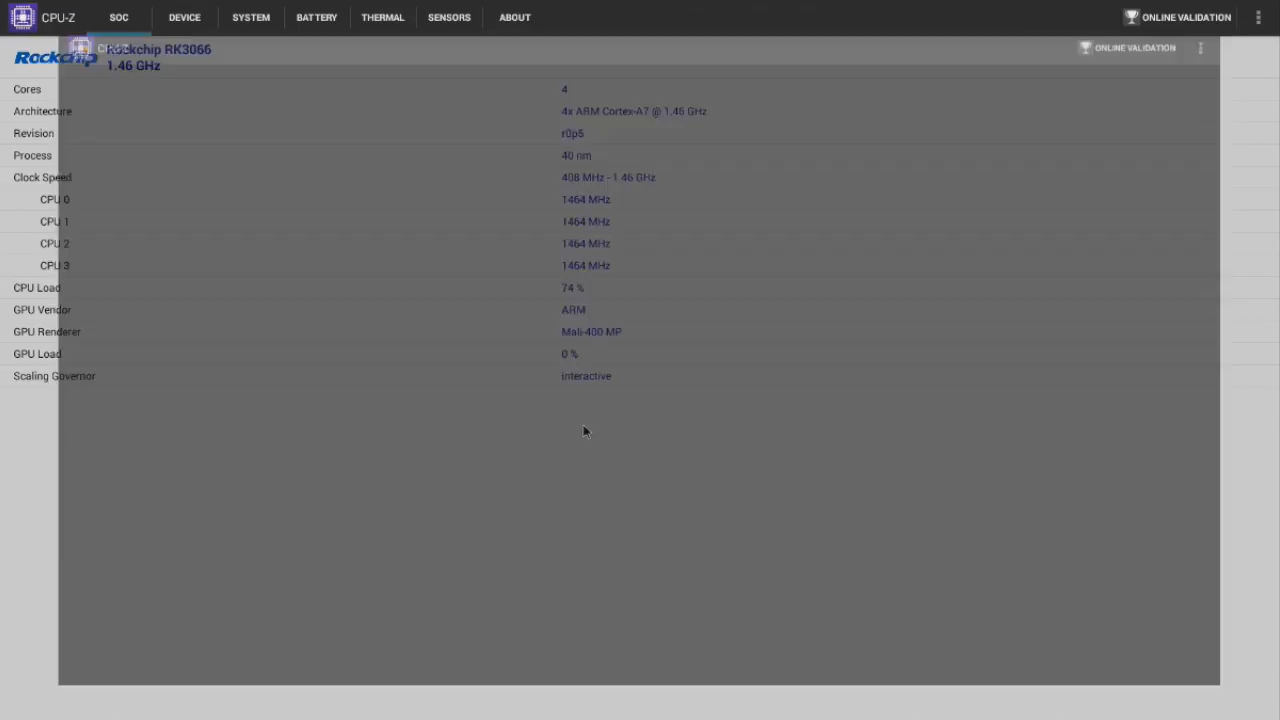 CPU-Z SOC DEVICE SYSTEM BATTERY THERMAL SENSORS ABOUT ONLINE VALIDATION
ONLINE VALIDATION
Rockchip Rockchip RK3066
1.46 GHz
Cores 4
Architecture 4x ARM Cortex-A7 @ 1.46 GHz
Revision r0p5
Process 40 nm
Clock Speed 408 MHz - 1.46 GHz
CPU 0 1464 MHz
CPU 1 1464 MHz
CPU 2 1464 MHz
CPU 3 1464 MHz
CPU Load 74 %
GPU Vendor ARM
GPU Renderer Mali-400 MP
GPU Load 0 %
Scaling Governor interactive